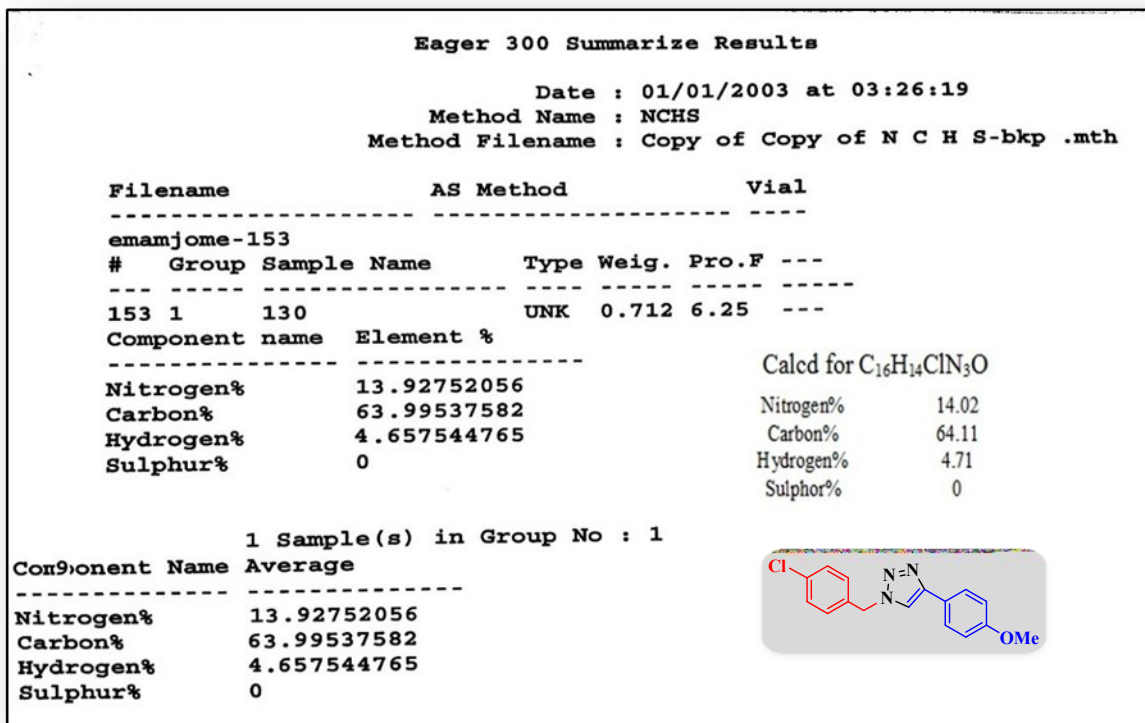 Eager 300 Summarize Results
Date : 01/01/2003 at 03:26:19
Method Name : NCHS
Method Filename : Copy of Copy of N C H S-bkp .mth
Filename AS Method Vial
--------------------- --------------------- ----
emamjome-153
# Group Sample Name Type Weig. Pro.F ---
--- ----- ----------------- ---- ----- ----- -----
153 1 130 UNK 0.712 6.25 ---
Component name Element %
---------------- ----------------
Nitrogen% 13.92752056
Carbon% 63.99537582
Hydrogen% 4.657544765
Sulphur% 0
Calcd for C₁₆H₁₄ClN₃O
Nitrogen% 14.02
Carbon% 64.11
Hydrogen% 4.71
Sulphor% 0
1 Sample(s) in Group No : 1
Com9›onent Name Average
--------------- ---------------
Nitrogen% 13.92752056
Carbon% 63.99537582
Hydrogen% 4.657544765
Sulphur% 0
Cl
N=N
N
OMe